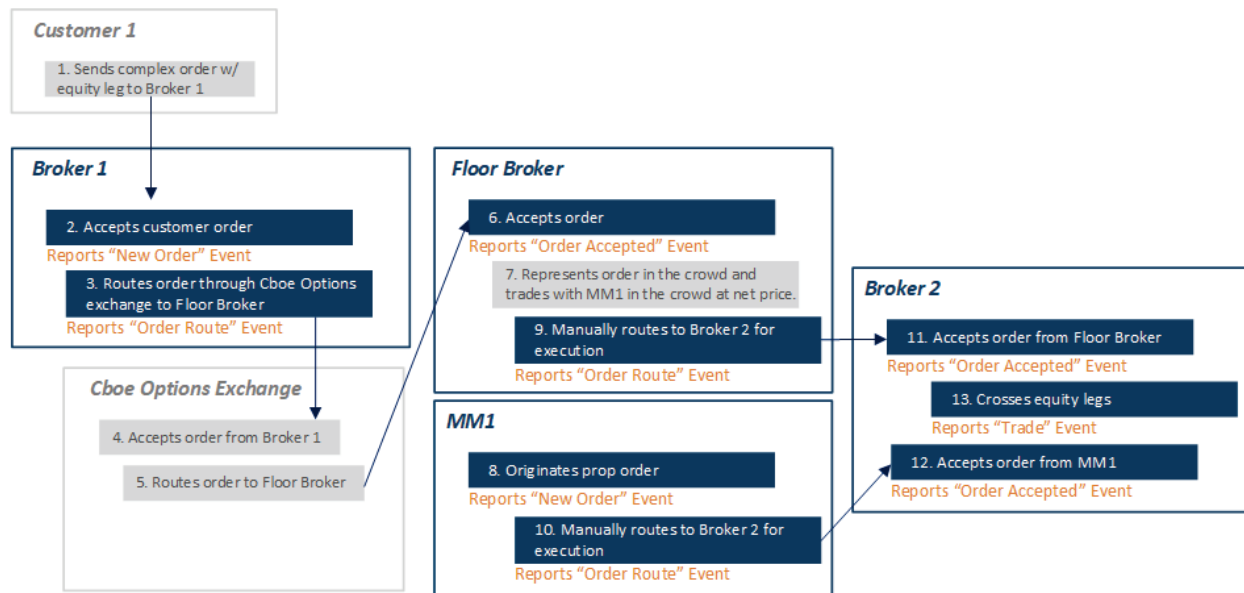 Customer 1
1. Sends complex order w/
equity leg to Broker 1
Broker 1
2. Accepts customer order
Reports “New Order” Event
3. Routes order through Cboe Options
exchange to Floor Broker
Reports “Order Route” Event
Cboe Options Exchange
4. Accepts order from Broker 1
5. Routes order to Floor Broker
Floor Broker
6. Accepts order
Reports “Order Accepted” Event
7. Represents order in the crowd and
trades with MM1 in the crowd at net price.
9. Manually routes to Broker 2 for
execution
Reports “Order Route” Event
MM1
8. Originates prop order
Reports “New Order” Event
10. Manually routes to Broker 2 for
execution
Reports “Order Route” Event
Broker 2
11. Accepts order from Floor Broker
Reports “Order Accepted” Event
13. Crosses equity legs
Reports “Trade” Event
12. Accepts order from MM1
Reports “Order Accepted” Event